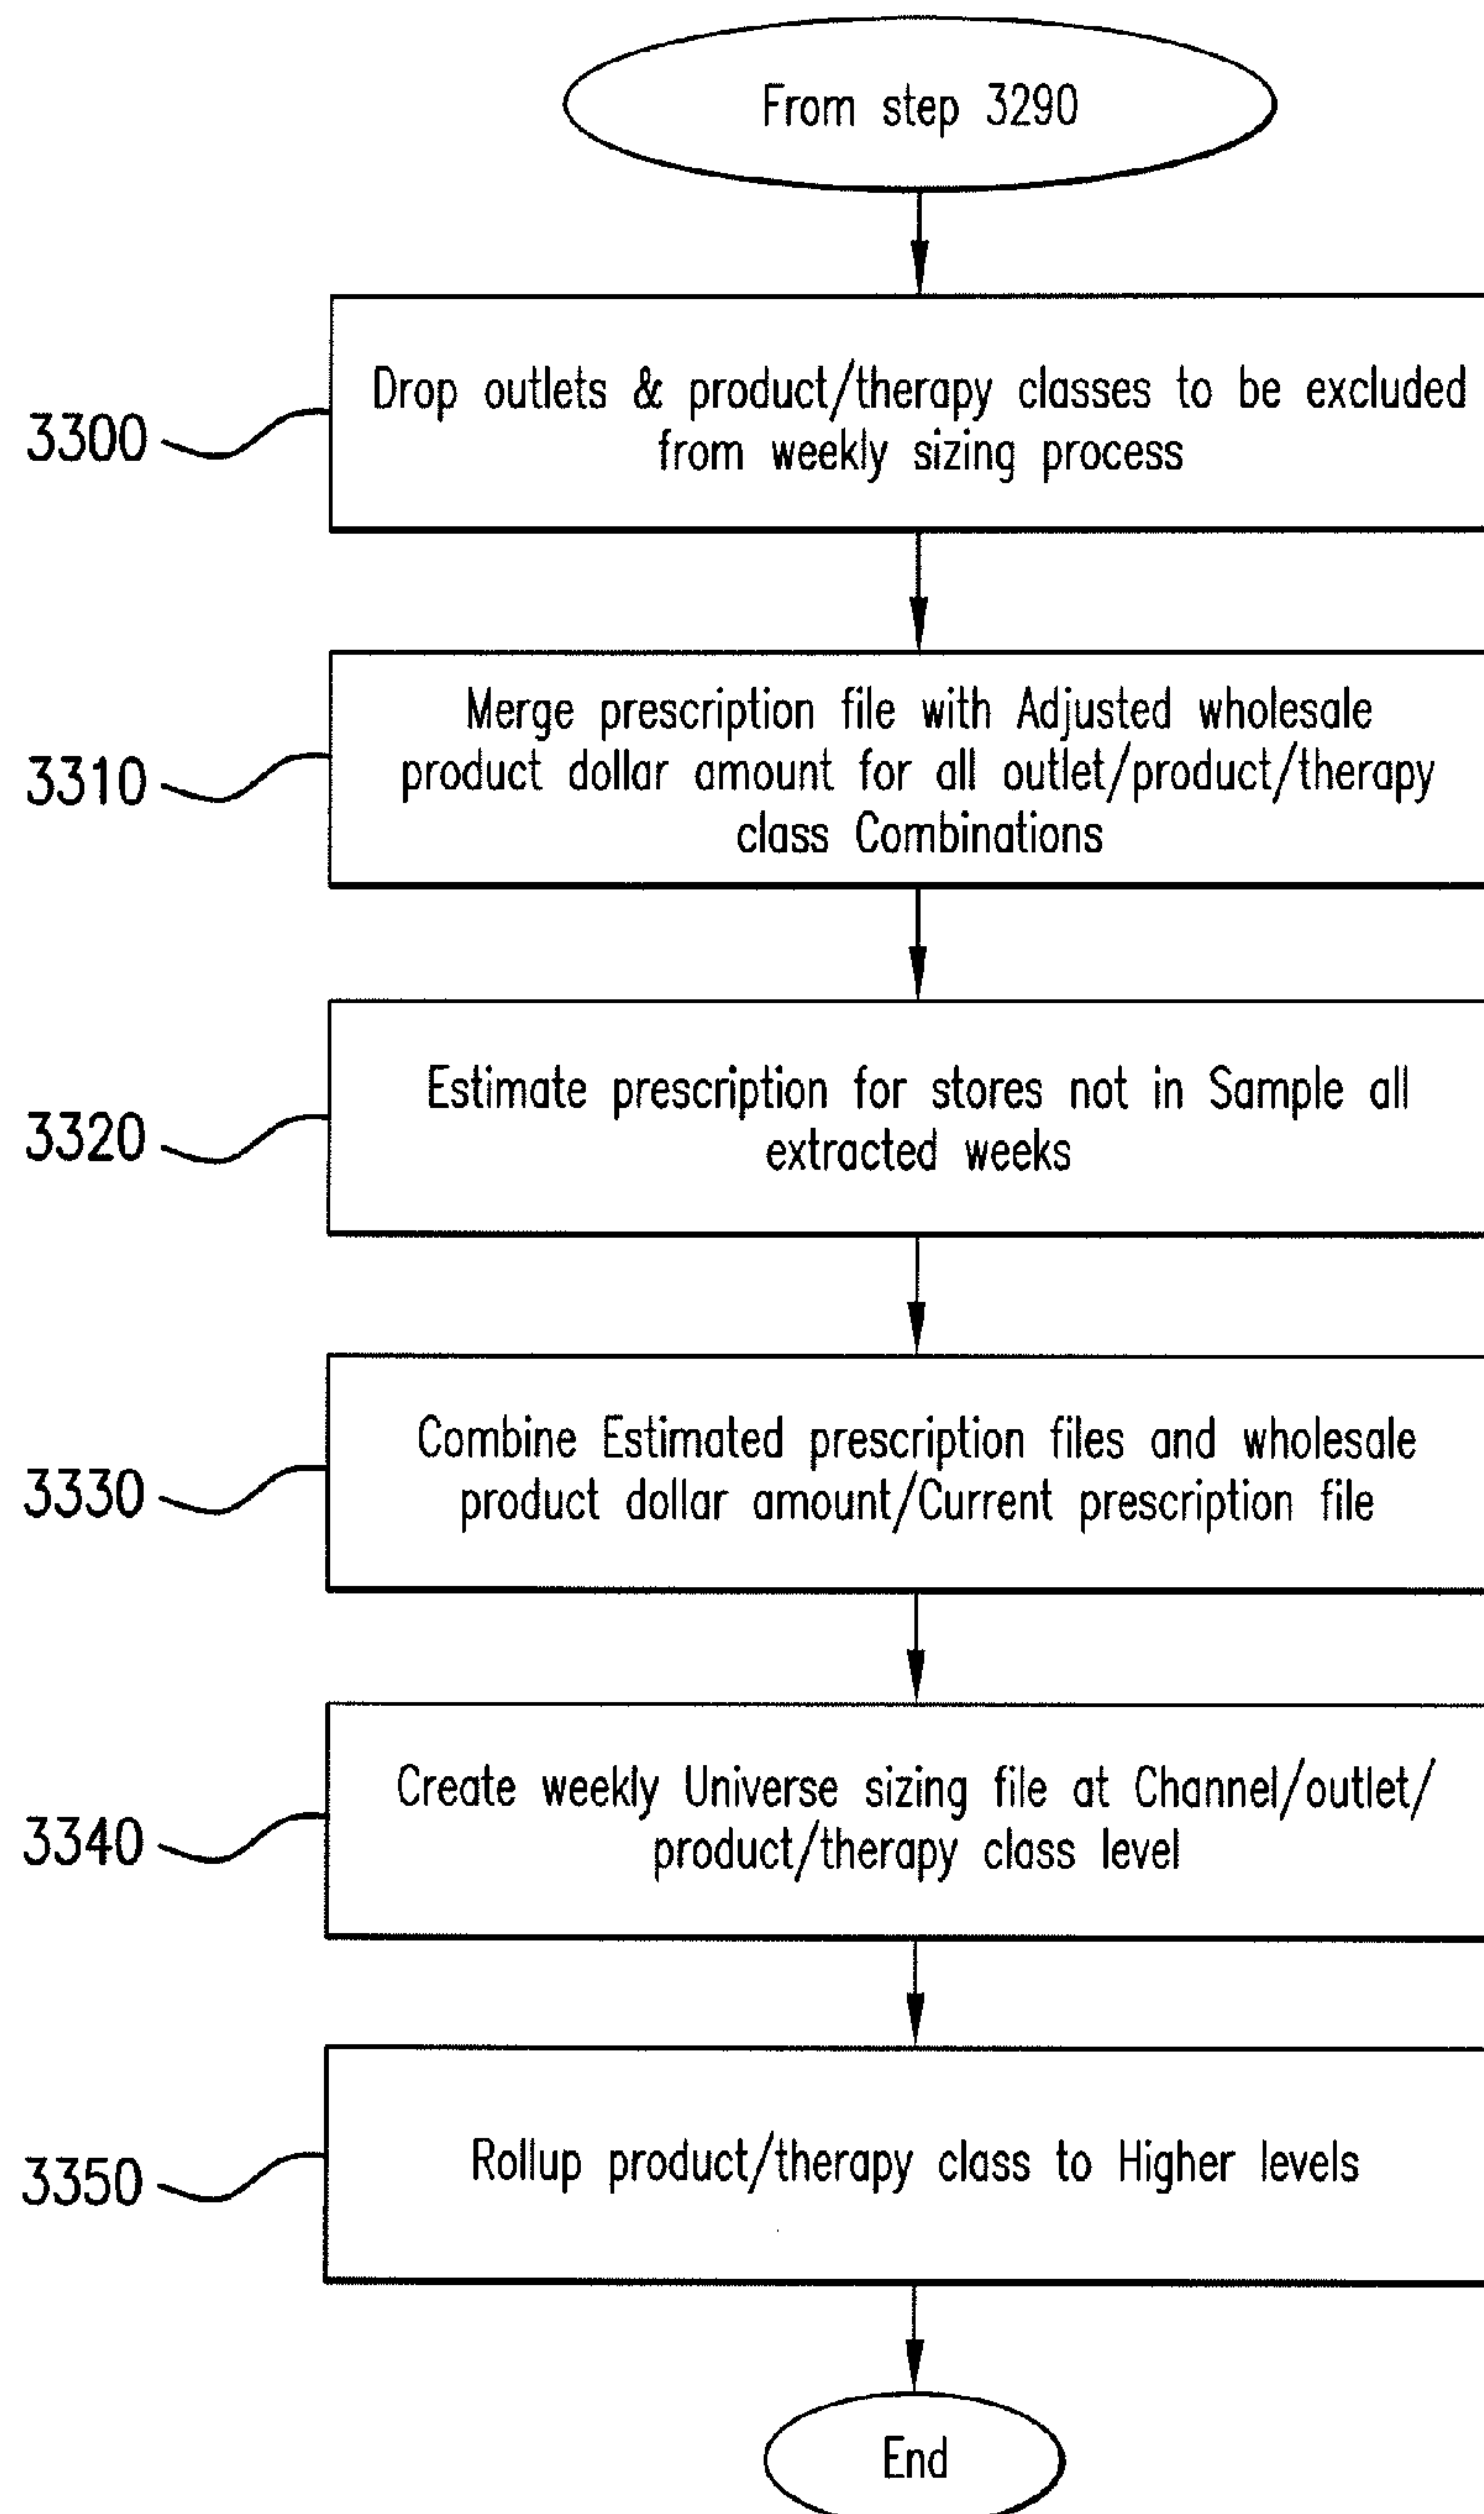 From step 3290
3300
Drop outlets & product/therapy classes to be excluded
from weekly sizing process
3310
Merge prescription file with Adjusted wholesale
product dollar amount for all outlet/product/therapy
class Combinations
3320
Estimate prescription for stores not in Sample all
extracted weeks
3330
Combine Estimated prescription files and wholesale
product dollar amount/Current prescription file
3340
Create weekly Universe sizing file at Channel/outlet/
product/therapy class level
3350
Rollup product/therapy class to Higher levels
End